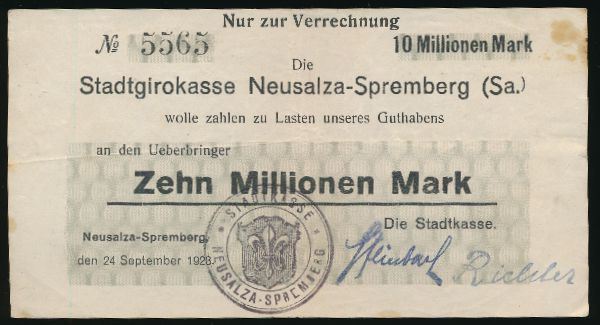 Nur zur Verrechnung
№ 5565 10 Millionen Mark
Die
Stadtgirokasse Neusalza-Spremberg (Sa.)
wolle zahlen zu Lasten unseres Guthabens
an den Ueberbringer
Zehn Millionen Mark
STADTKASSE
NEUSALZA-SPREMBERG
Die Stadtkasse.
Neusalza-Spremberg,
den 24 September 1923.
Richter